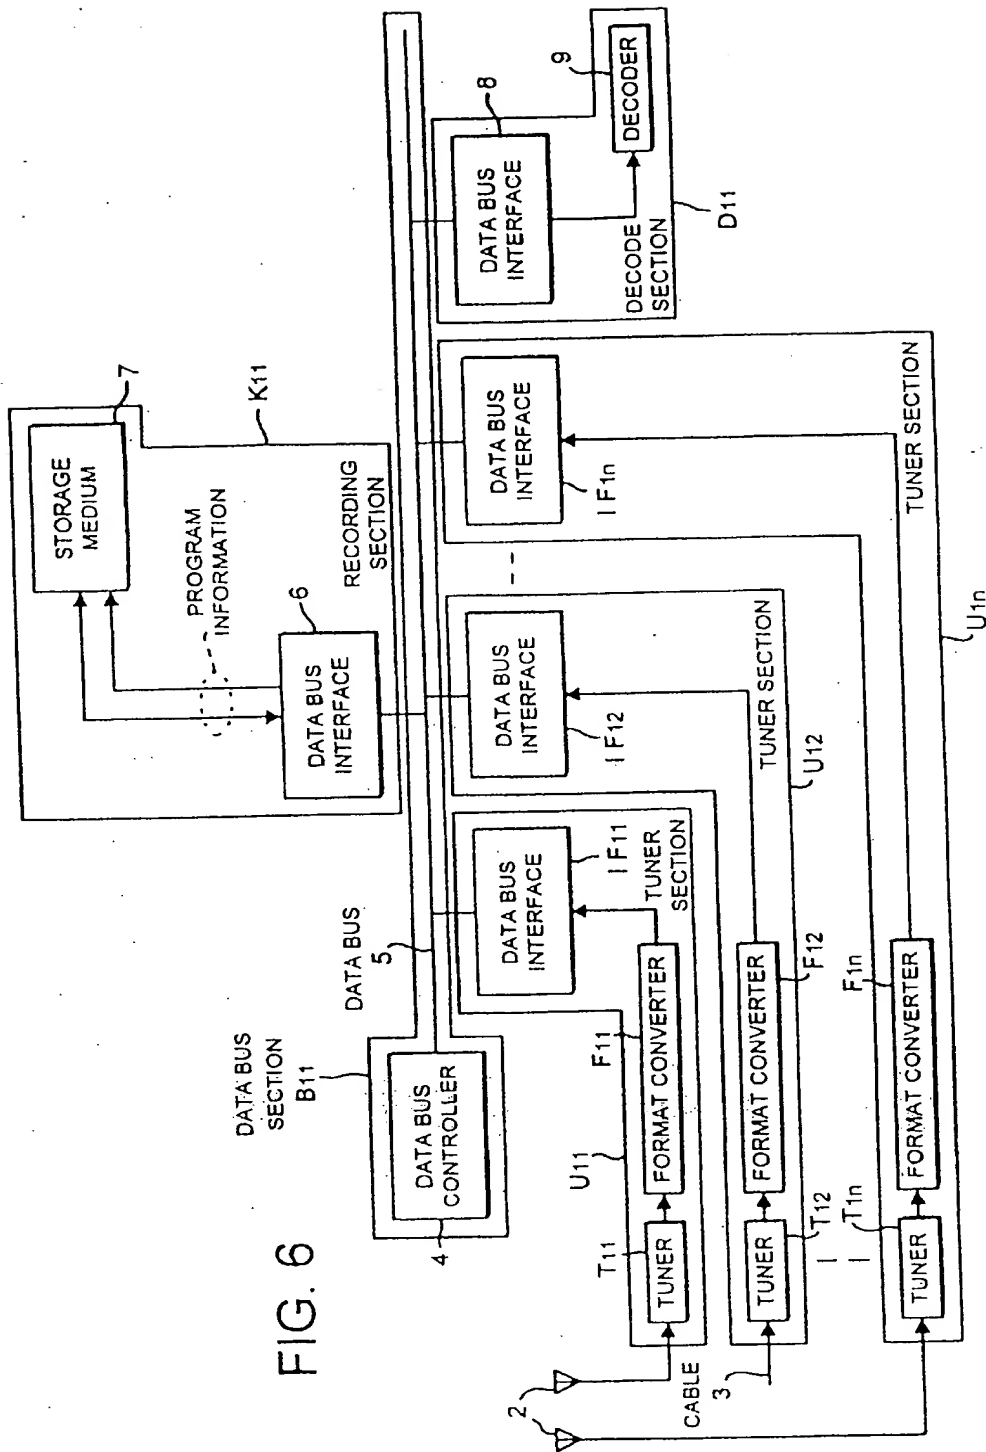 FIG. 6
DATA BUS
SECTION
B11
DATA BUS
CONTROLLER
4
DATA BUS
5
STORAGE
MEDIUM
7
K11
PROGRAM
INFORMATION
RECORDING
SECTION
6
DATA BUS
INTERFACE
DATA BUS
INTERFACE
8
DECODER
9
DECODE
SECTION
D11
DATA BUS
INTERFACE
IF11
TUNER
SECTION
U11
T11
TUNER
F11
FORMAT CONVERTER
DATA BUS
INTERFACE
IF12
TUNER SECTION
U12
TUNER
T12
FORMAT CONVERTER
F12
DATA BUS
INTERFACE
IF1n
TUNER SECTION
U1n
T1n
TUNER
F1n
FORMAT CONVERTER
2
CABLE
3